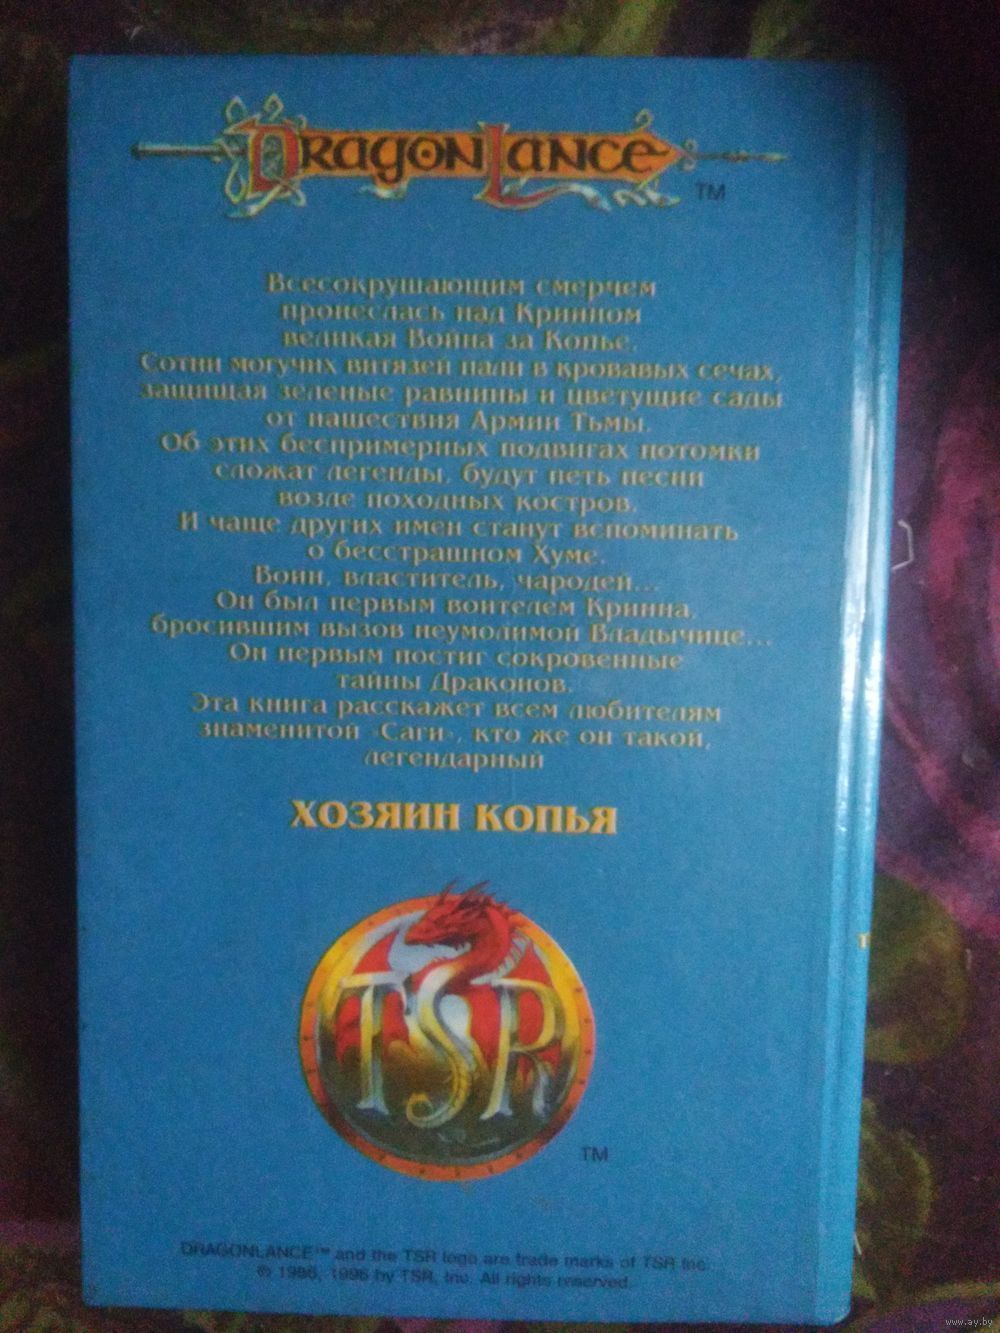 DRAGONLANCE
TM
Всесокрушающим смерчем
пронеслась над Кринном
великая Война за Копье.
Сотни могучих витязей пали в кровавых сечах,
защищая зеленые равнины и цветущие сады
от нашествия Армии Тьмы.
Об этих беспримерных подвигах потомки
сложат легенды, будут петь песни
возле походных костров.
И чаще других имен станут вспоминать
о бесстрашном Хуме.
Воин, властитель, чародей...
Он был первым воителем Кринна,
бросившим вызов неумолимой Владычице...
Он первым постиг сокровенные
тайны Драконов.
Эта книга расскажет всем любителям
знаменитой «Саги», кто же он такой,
легендарный
ХОЗЯИН КОПЬЯ
TSR
TM
DRAGONLANCE™ and the TSR logo are trade marks of TSR Inc.
© 1988, 1996 by TSR, Inc. All rights reserved.
www.ay.by